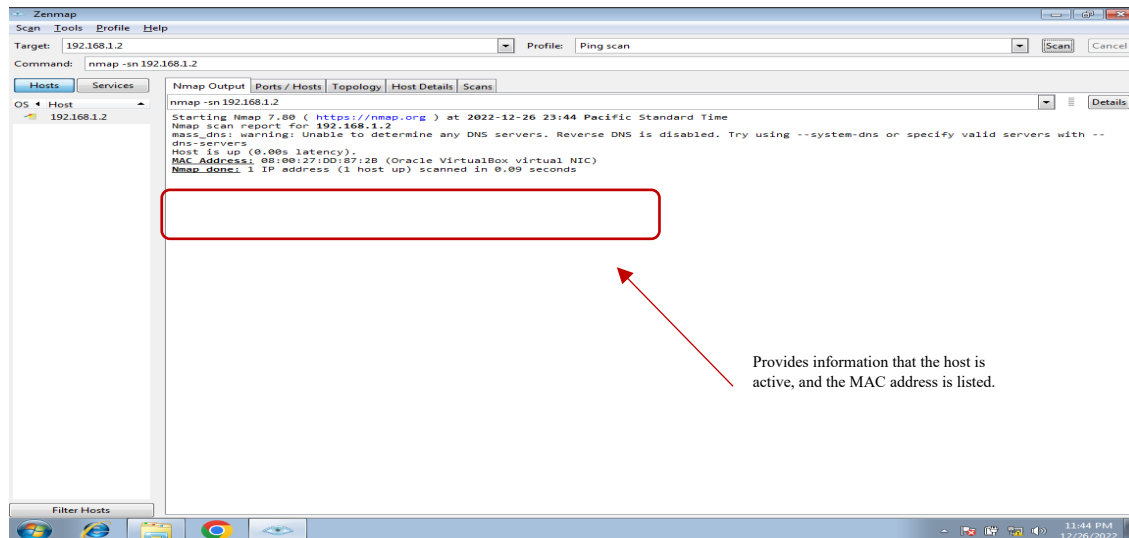 Zenmap
Scan Tools Profile Help
Target: 192.168.1.2 Profile: Ping scan Scan Cancel
Command: nmap -sn 192.168.1.2
Hosts Services Nmap Output Ports / Hosts Topology Host Details Scans
OS Host nmap -sn 192.168.1.2 Details
192.168.1.2
Starting Nmap 7.80 ( https://nmap.org ) at 2022-12-26 23:44 Pacific Standard Time
Nmap scan report for 192.168.1.2
mass_dns: warning: Unable to determine any DNS servers. Reverse DNS is disabled. Try using --system-dns or specify valid servers with --
dns-servers
Host is up (0.00s latency).
MAC Address: 08:00:27:DD:87:2B (Oracle VirtualBox virtual NIC)
Nmap done: 1 IP address (1 host up) scanned in 0.09 seconds
Provides information that the host is
active, and the MAC address is listed.
Filter Hosts
11:44 PM
12/26/2022